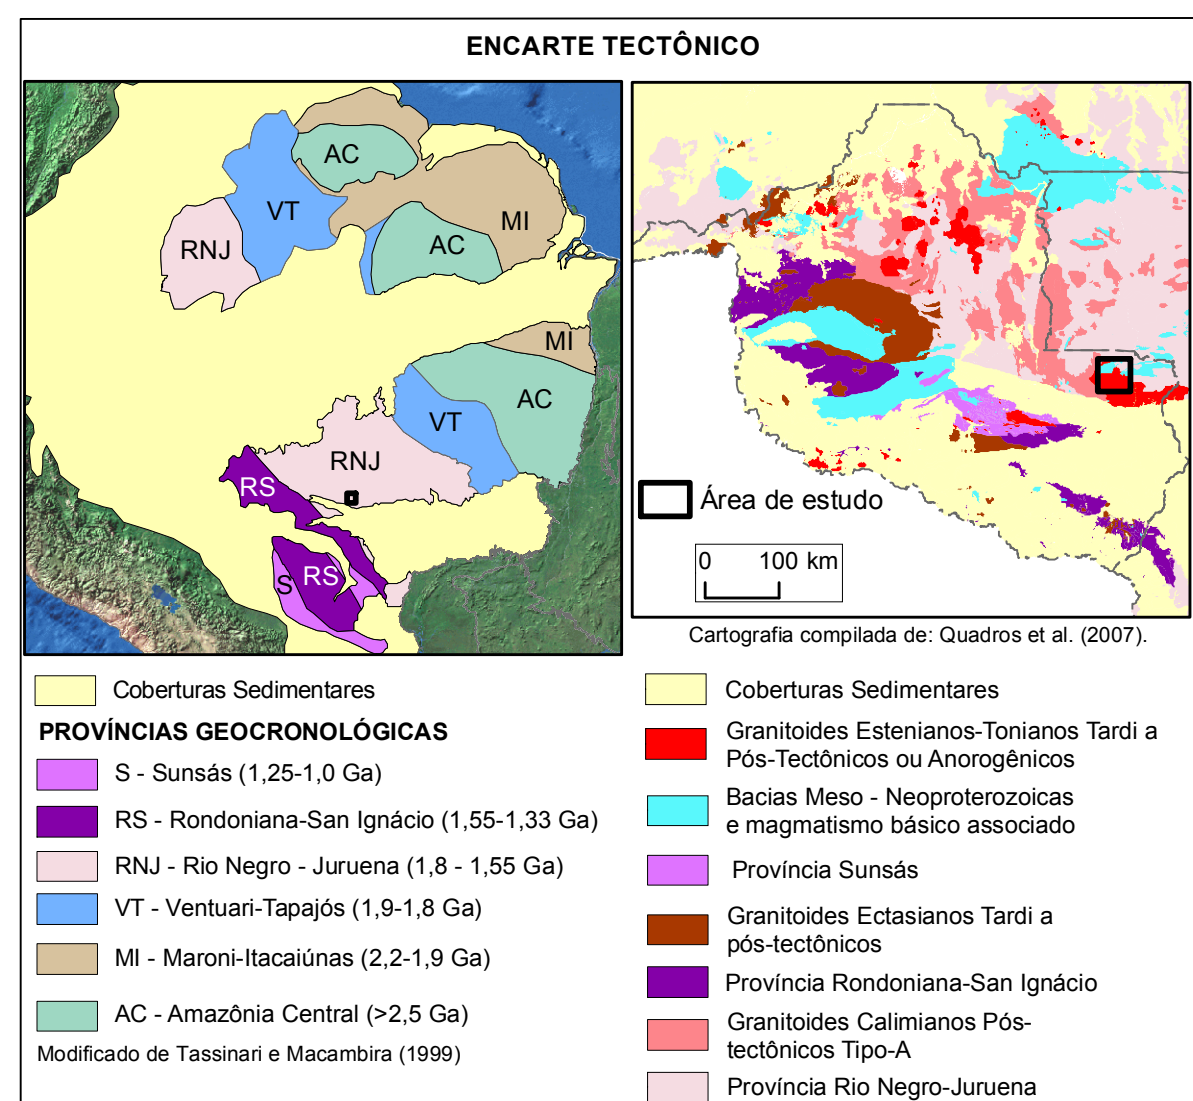 ENCARTE TECTÔNICO
AC
VT
MI
RNJ
AC
MI
AC
VT
RNJ
RS
RS
S
Área de estudo
0 100 km
Cartografia compilada de: Quadros et al. (2007).
Coberturas Sedimentares
PROVÍNCIAS GEOCRONOLÓGICAS
S - Sunsás (1,25-1,0 Ga)
RS - Rondoniana-San Ignácio (1,55-1,33 Ga)
RNJ - Rio Negro - Juruena (1,8 - 1,55 Ga)
VT - Ventuari-Tapajós (1,9-1,8 Ga)
MI - Maroni-Itacaiúnas (2,2-1,9 Ga)
AC - Amazônia Central (>2,5 Ga)
Modificado de Tassinari e Macambira (1999)
Coberturas Sedimentares
Granitoides Estenianos-Tonianos Tardi a
Pós-Tectônicos ou Anorogênicos
Bacias Meso - Neoproterozoicas
e magmatismo básico associado
Província Sunsás
Granitoides Ectasianos Tardi a
pós-tectônicos
Província Rondoniana-San Ignácio
Granitoides Calimianos Pós-
tectônicos Tipo-A
Província Rio Negro-Juruena